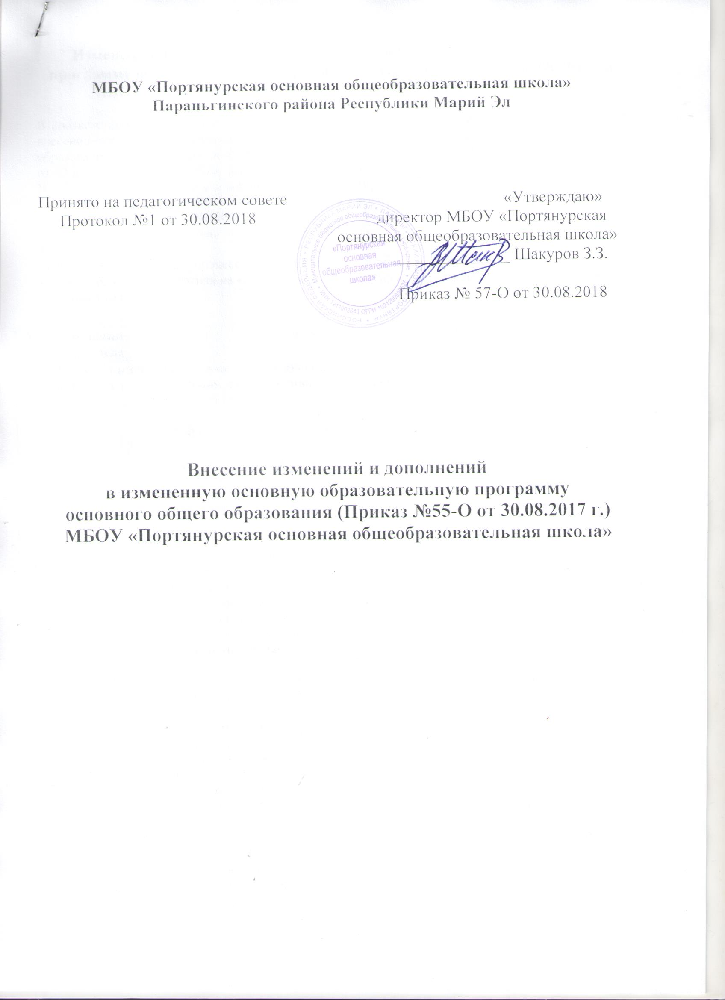 МБОУ «Портянурская основная общеобразовательная школа»
Параньгинского района Республики Марий Эл
Принято на педагогическом совете
Протокол №1 от 30.08.2018
«Утверждаю»
директор МБОУ «Портянурская
основная общеобразовательная школа»
Шакуров З.З.
Приказ № 57-О от 30.08.2018
«Портянурская
основная
общеобразовательная
школа»
Внесение изменений и дополнений
в измененную основную образовательную программу
основного общего образования (Приказ №55-О от 30.08.2017 г.)
МБОУ «Портянурская основная общеобразовательная школа»